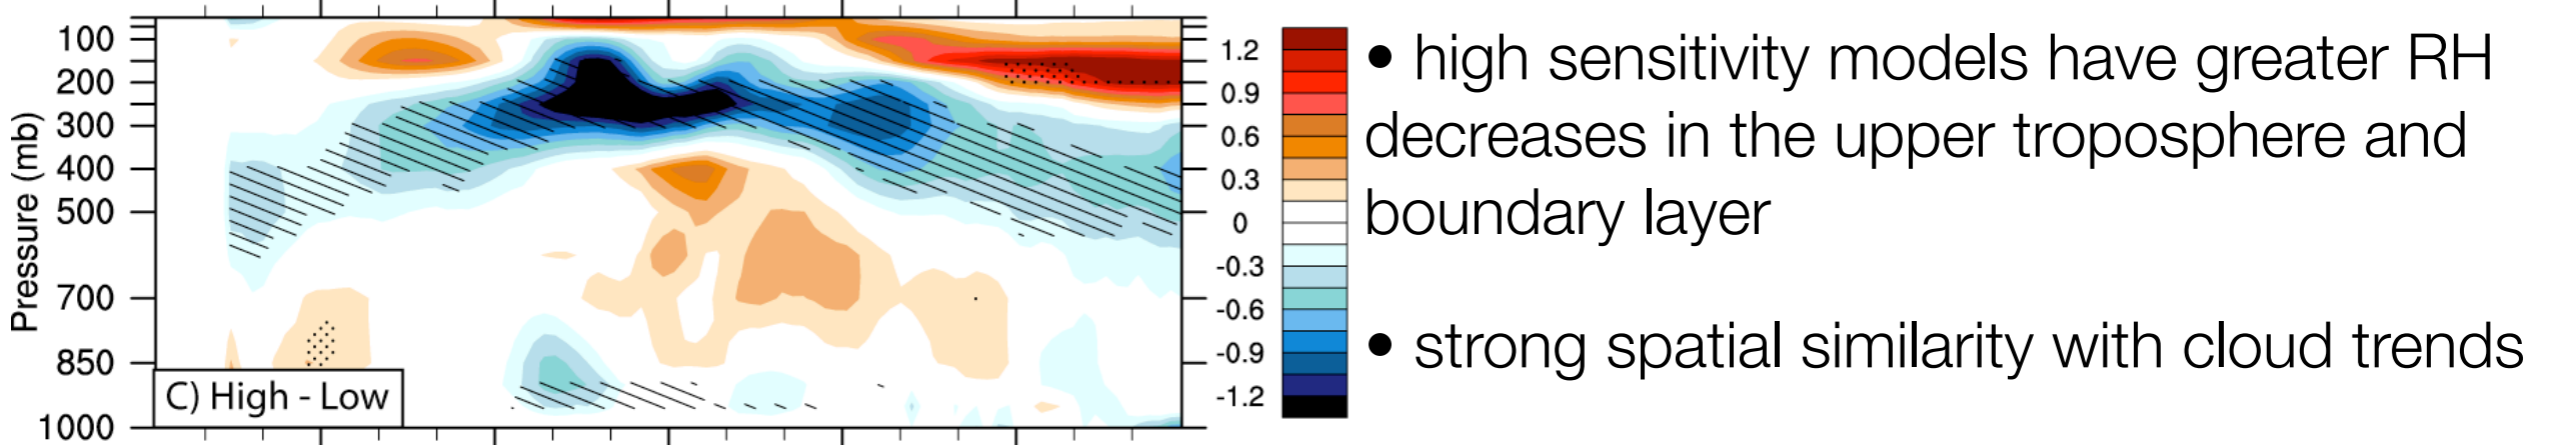 Pressure (mb)
100
200
300
400
500
700
850
1000
C) High - Low
1.2
0.9
0.6
0.3
0
-0.3
-0.6
-0.9
-1.2
• high sensitivity models have greater RH
decreases in the upper troposphere and
boundary layer
• strong spatial similarity with cloud trends